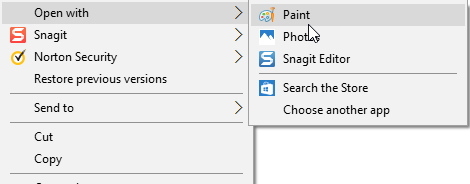 Open with
Snagit
Norton Security
Restore previous versions
Send to
Cut
Copy
Paint
Photos
Snagit Editor
Search the Store
Choose another app